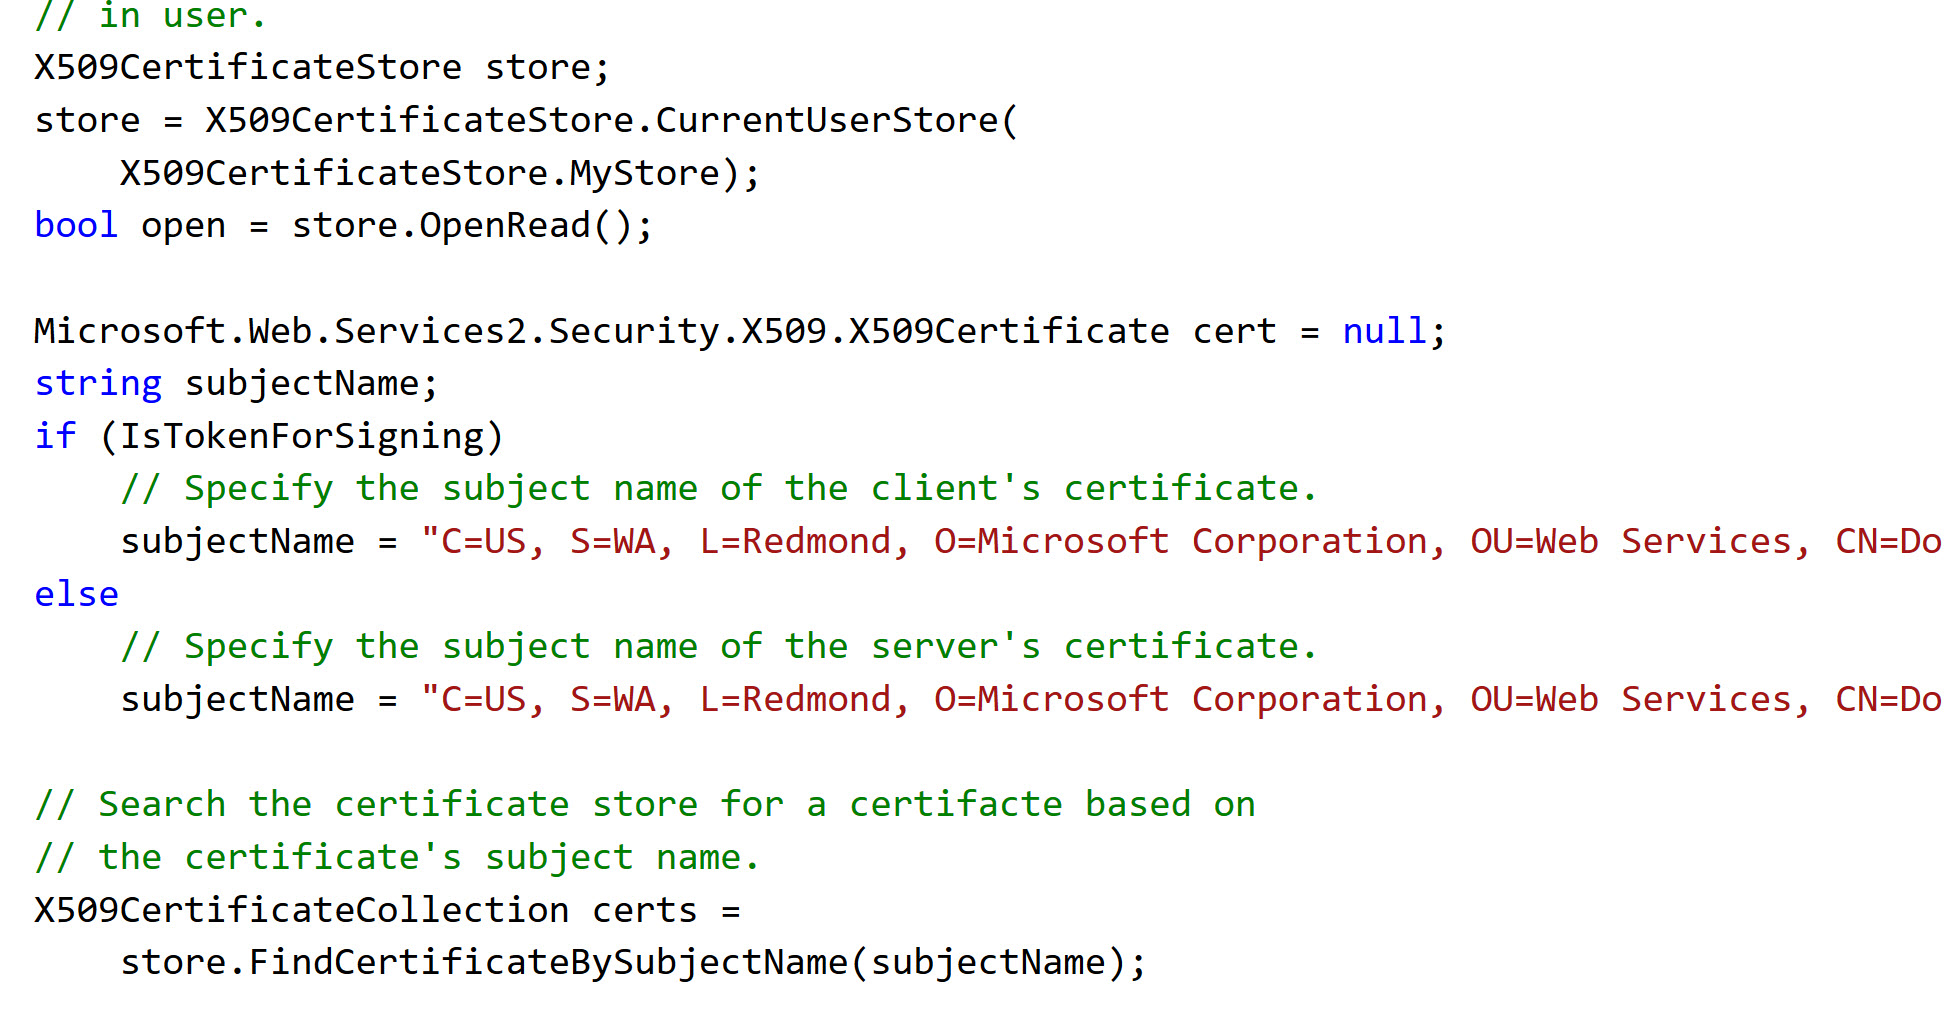 // in user.
X509CertificateStore store;
store = X509CertificateStore.CurrentUserStore(
    X509CertificateStore.MyStore);
bool open = store.OpenRead();

Microsoft.Web.Services2.Security.X509.X509Certificate cert = null;
string subjectName;
if (IsTokenForSigning)
    // Specify the subject name of the client's certificate.
    subjectName = "C=US, S=WA, L=Redmond, O=Microsoft Corporation, OU=Web Services, CN=Do
else
    // Specify the subject name of the server's certificate.
    subjectName = "C=US, S=WA, L=Redmond, O=Microsoft Corporation, OU=Web Services, CN=Do

// Search the certificate store for a certifacte based on
// the certificate's subject name.
X509CertificateCollection certs =
    store.FindCertificateBySubjectName(subjectName);